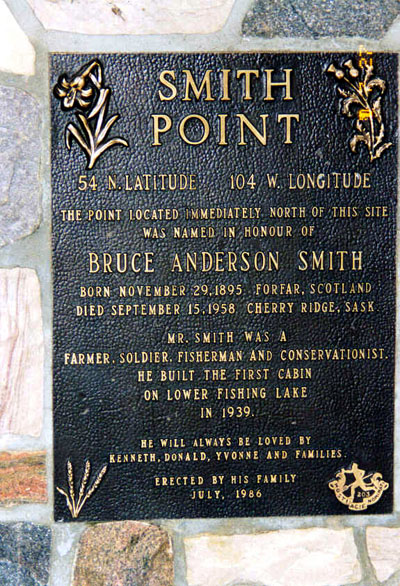 SMITH
POINT
54 N. LATITUDE 104 W. LONGITUDE
THE POINT LOCATED IMMEDIATELY NORTH OF THIS SITE
WAS NAMED IN HONOUR OF
BRUCE ANDERSON SMITH
BORN NOVEMBER 29, 1895, FORFAR, SCOTLAND
DIED SEPTEMBER 15, 1958, CHERRY RIDGE, SASK.
MR. SMITH WAS A
FARMER, SOLDIER, FISHERMAN AND CONSERVATIONIST.
HE BUILT THE FIRST CABIN
ON LOWER FISHING LAKE
IN 1939.
HE WILL ALWAYS BE LOVED BY
KENNETH, DONALD, YVONNE AND FAMILIES.
ERECTED BY HIS FAMILY
JULY, 1986
203